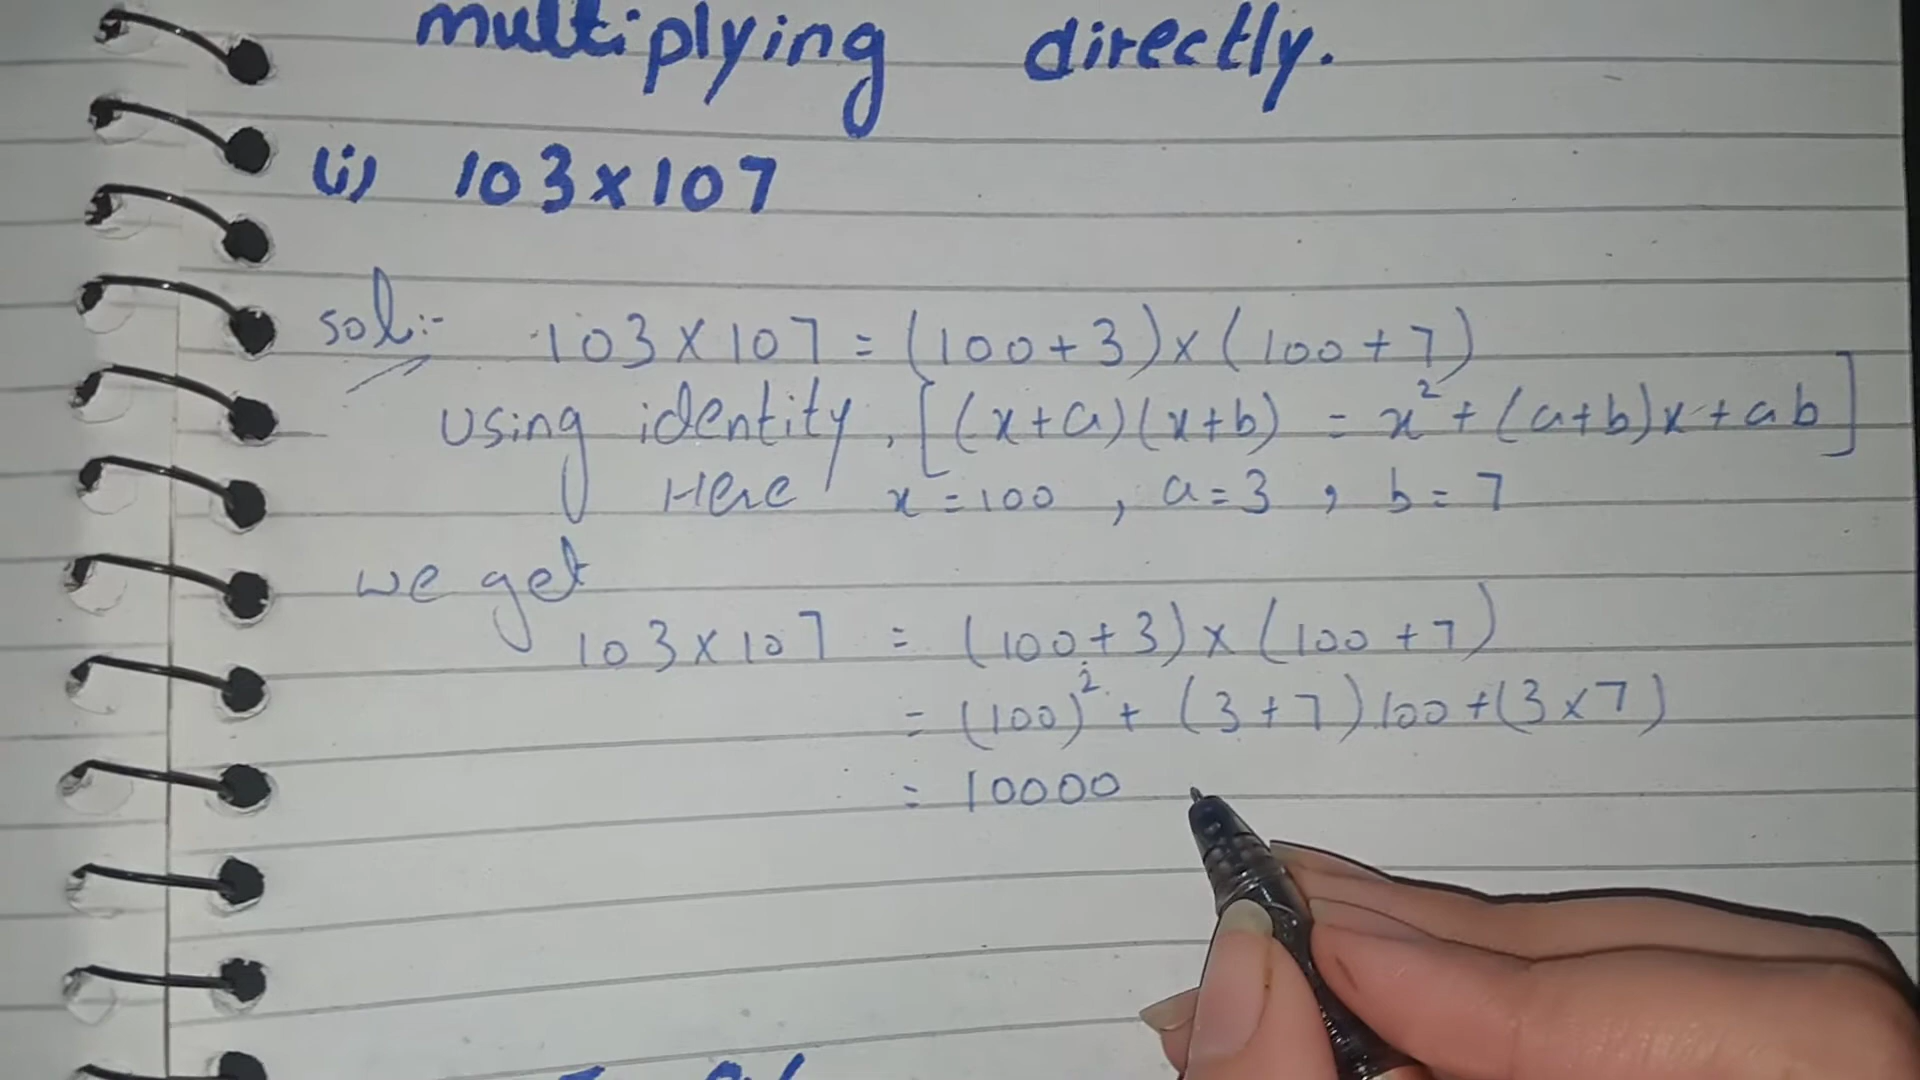 multiplying directly.
(i) 103×107
sol:- 103×107 = (100+3)×(100+7)
Using identity, [(x+a)(x+b) = x²+(a+b)x+ab]
Here x=100, a=3, b=7
we get
103×107 = (100+3)×(100+7)
= (100)² + (3+7)100+(3×7)
= 10000